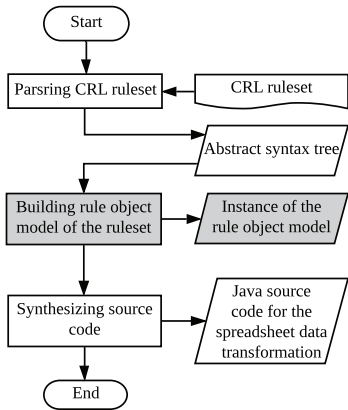 Start
Parsring CRL ruleset
CRL ruleset
Abstract syntax tree
Building rule object
model of the ruleset
Instance of the
rule object model
Synthesizing source
code
Java source
code for the
spreadsheet data
transformation
End